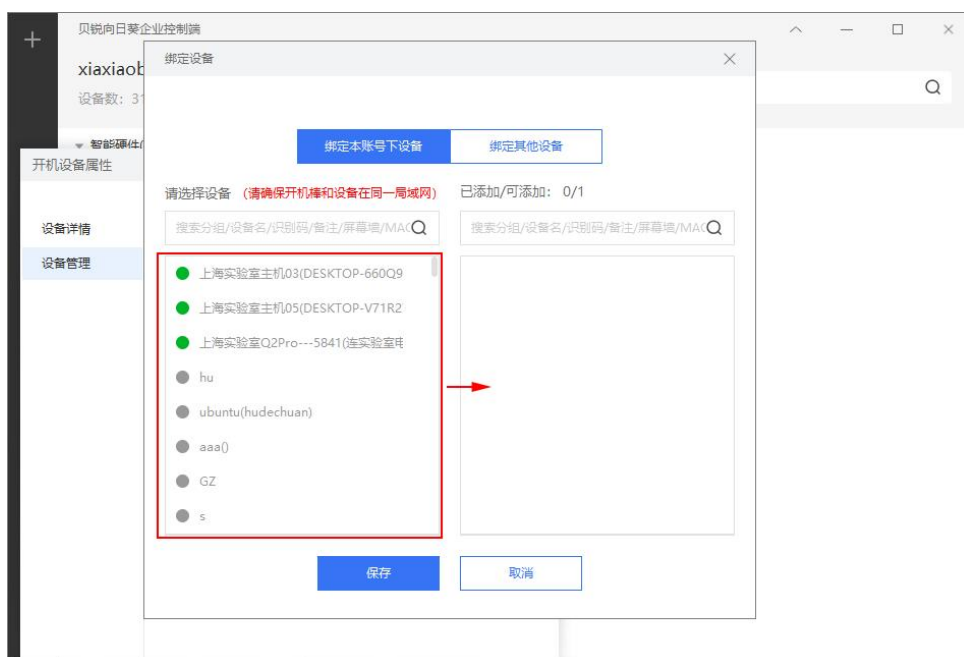 贝锐向日葵企业控制端
xiaxiaob
设备数: 31
智能硬件(
开机设备属性
设备详情
设备管理
绑定设备
绑定本账号下设备
绑定其他设备
请选择设备 (请确保开机棒和设备在同一局域网)
已添加/可添加: 0/1
搜索分组/设备名/识别码/备注/屏幕墙/MAC
搜索分组/设备名/识别码/备注/屏幕墙/MAC
上海实验室主机03(DESKTOP-660Q9
上海实验室主机05(DESKTOP-V71R2
上海实验室Q2Pro---5841(连实验室电
hu
ubuntu(hudechuan)
aaa()
GZ
s
保存
取消